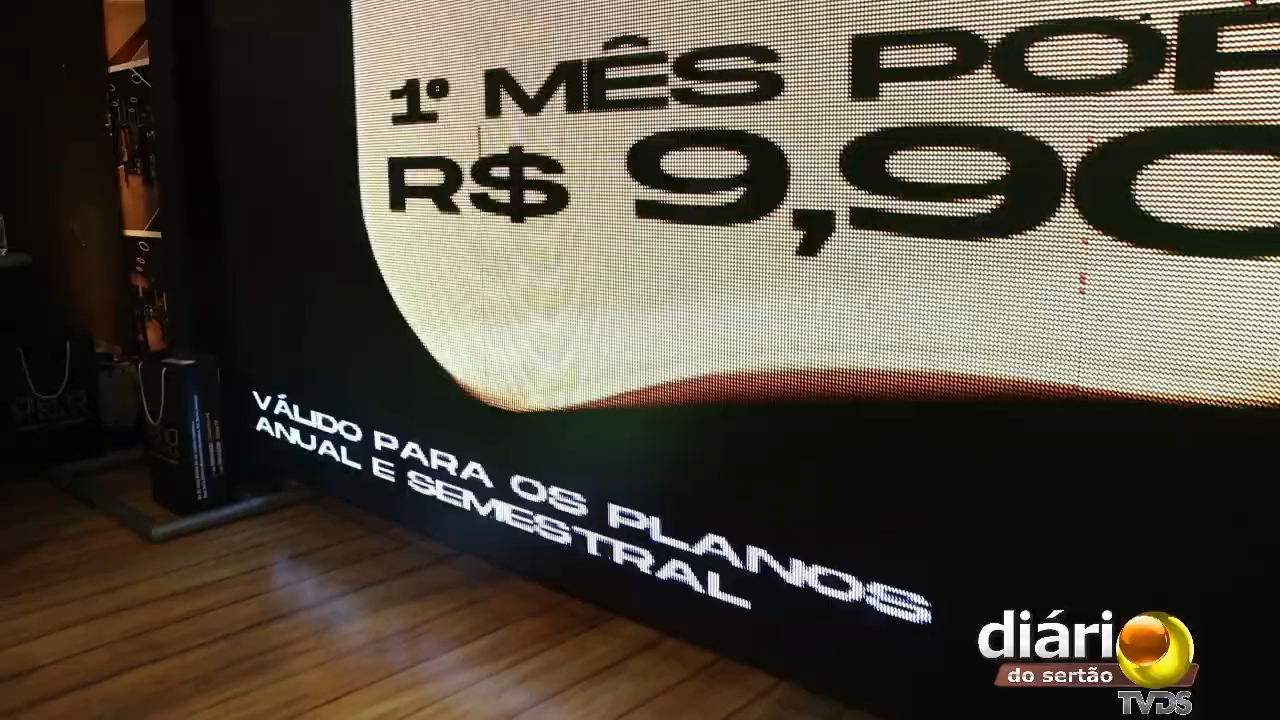 1º MÊS POR
R$ 9,90
VÁLIDO PARA OS PLANOS
ANUAL E SEMESTRAL
diário
do sertão
TVDS